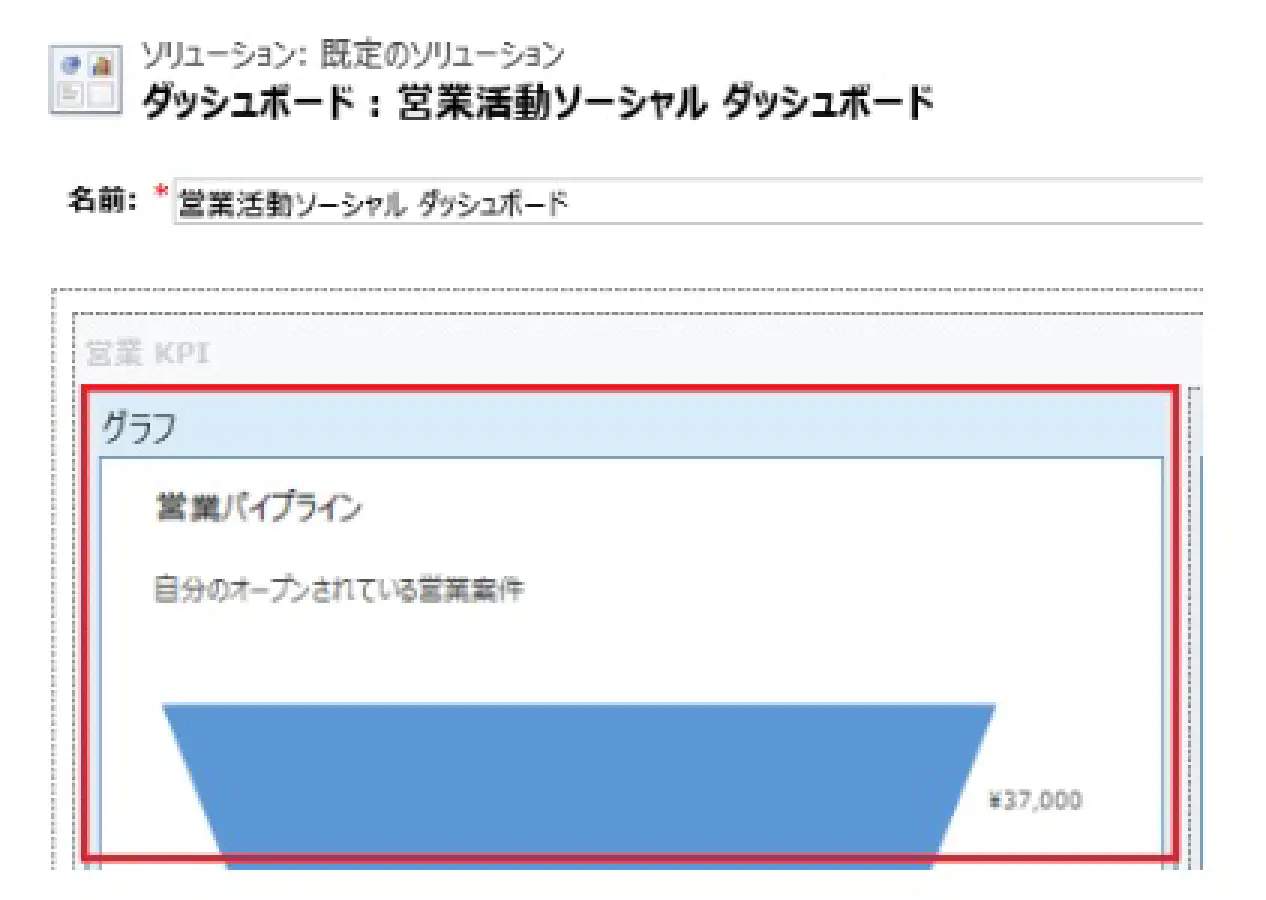 ソリューション: 既定のソリューション
ダッシュボード : 営業活動ソーシャル ダッシュボード
名前: * 営業活動ソーシャル ダッシュボード
営業 KPI
グラフ
営業パイプライン
自分のオープンされている営業案件
¥37,000